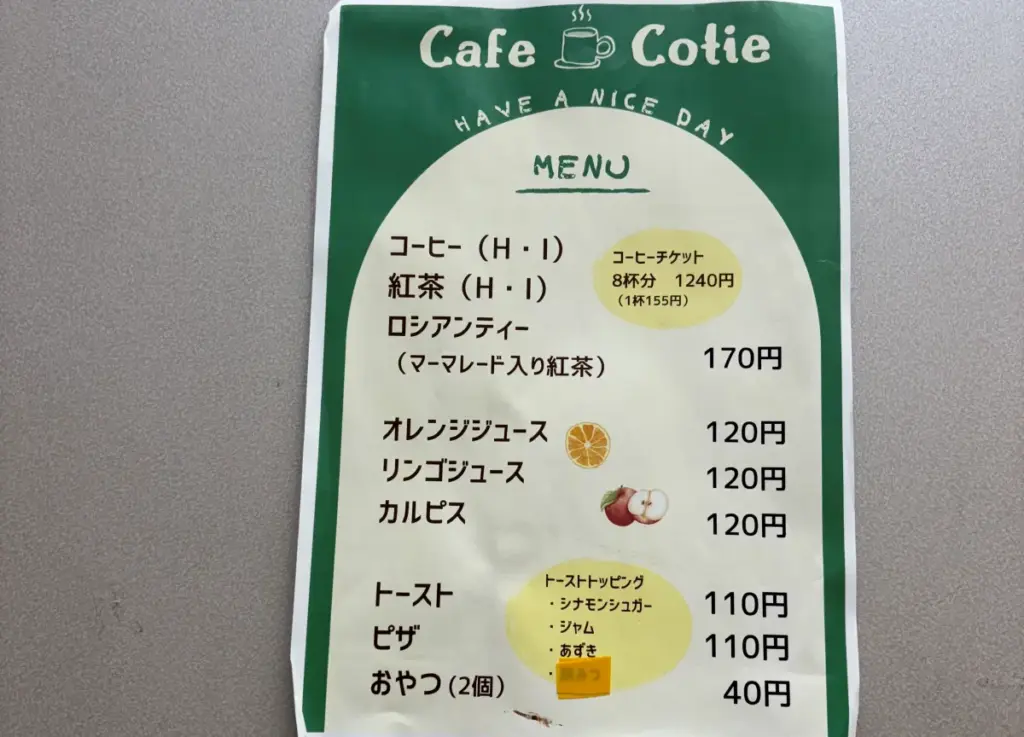 Cafe Cotie
HAVE A NICE DAY
MENU
コーヒー（H・I）
紅茶（H・I）
コーヒーチケット
8杯分 1240円
（1杯155円）
ロシアンティー
（マーマレード入り紅茶） 170円
オレンジジュース 120円
リンゴジュース 120円
カルピス 120円
トースト 110円
ピザ 110円
おやつ（2個） 40円
トーストトッピング
・シナモンシュガー
・ジャム
・あずき
・